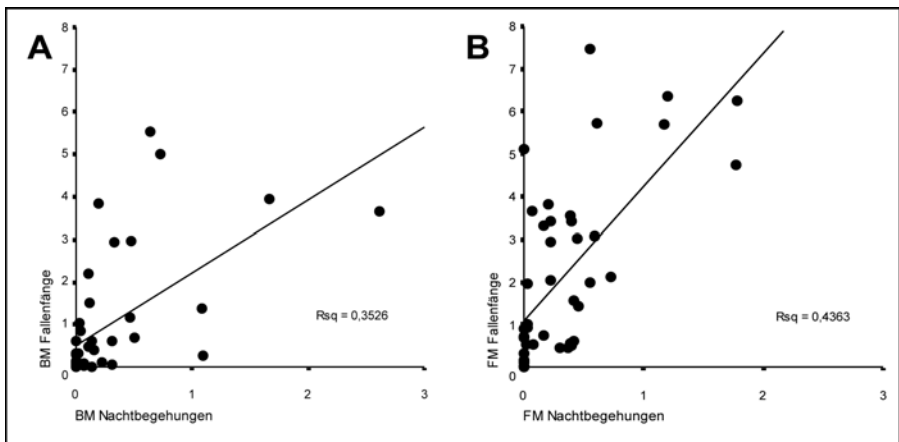 A
8
7
6
5
4
3
2
1
0
BM Fallenfänge
Rsq = 0,3526
0 1 2 3
BM Nachtbegehungen
B
8
7
6
5
4
3
2
1
0
FM Fallenfänge
Rsq = 0,4363
0 1 2 3
FM Nachtbegehungen